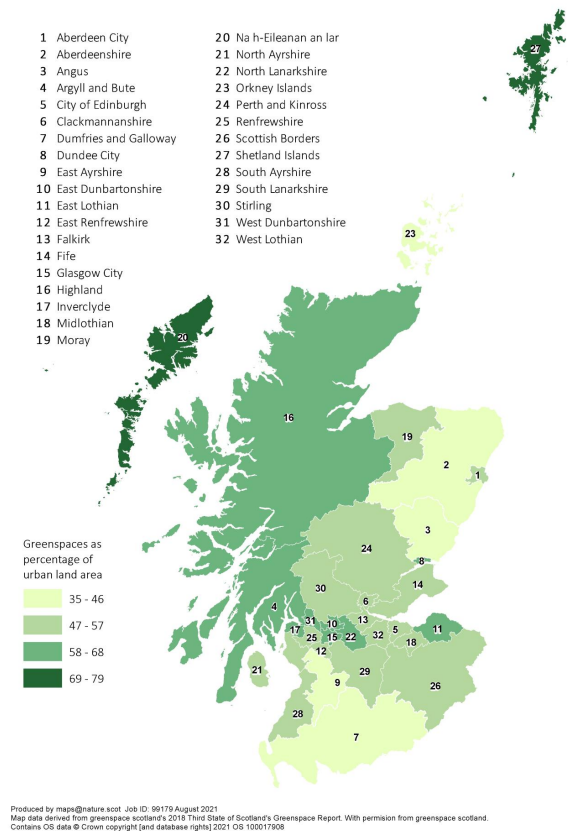 1 Aberdeen City
2 Aberdeenshire
3 Angus
4 Argyll and Bute
5 City of Edinburgh
6 Clackmannanshire
7 Dumfries and Galloway
8 Dundee City
9 East Ayrshire
10 East Dunbartonshire
11 East Lothian
12 East Renfrewshire
13 Falkirk
14 Fife
15 Glasgow City
16 Highland
17 Inverclyde
18 Midlothian
19 Moray
20 Na h-Eileanan an Iar
21 North Ayrshire
22 North Lanarkshire
23 Orkney Islands
24 Perth and Kinross
25 Renfrewshire
26 Scottish Borders
27 Shetland Islands
28 South Ayrshire
29 South Lanarkshire
30 Stirling
31 West Dunbartonshire
32 West Lothian
27
23
20
16
19
2
1
3
24
8
14
30
6
4
31
10
13
17
25
15
22
32
5
11
18
12
21
29
9
26
28
7
Greenspaces as
percentage of
urban land area
35 - 46
47 - 57
58 - 68
69 - 79
Produced by maps@nature.scot Job ID: 99179 August 2021
Map data derived from greenspace scotland's 2018 Third State of Scotland's Greenspace Report. With permission from greenspace scotland.
Contains OS data © Crown copyright [and database rights] 2021 OS 100017908